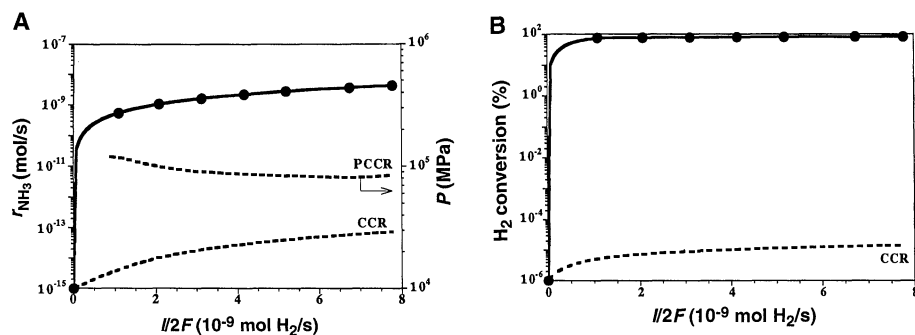 A
r_NH3 (mol/s)
10^-7
10^-9
10^-11
10^-13
10^-15
10^6
10^5
10^4
P (MPa)
PCCR
CCR
0 2 4 6 8
I/2F (10^-9 mol H2/s)
B
H2 conversion (%)
10^2
10^0
10^-2
10^-4
10^-6
CCR
0 2 4 6 8
I/2F (10^-9 mol H2/s)